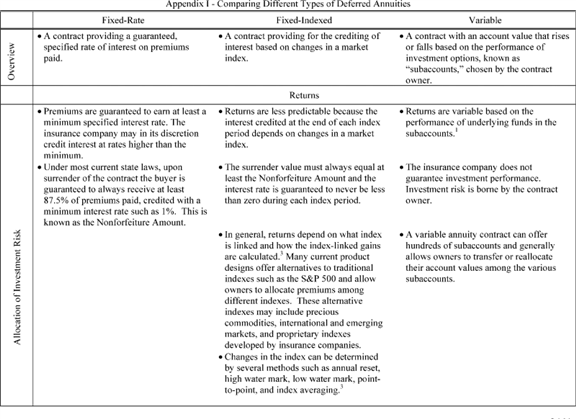 Appendix I - Comparing Different Types of Deferred Annuities
Fixed-Rate
Fixed-Indexed
Variable
Overview
• A contract providing a guaranteed,
specified rate of interest on premiums
paid.
• A contract providing for the crediting of
interest based on changes in a market
index.
• A contract with an account value that rises
or falls based on the performance of
investment options, known as
“subaccounts,” chosen by the contract
owner.
Returns
Allocation of Investment Risk
• Premiums are guaranteed to earn at least a
minimum specified interest rate. The
insurance company may in its discretion
credit interest at rates higher than the
minimum.
• Under most current state laws, upon
surrender of the contract the buyer is
guaranteed to always receive at least
87.5% of premiums paid, credited with a
minimum interest rate such as 1%. This is
known as the Nonforfeiture Amount.
• Returns are less predictable because the
interest credited at the end of each index
period depends on changes in a market
index.
• The surrender value must always equal at
least the Nonforfeiture Amount and the
interest rate is guaranteed to never be less
than zero during each index period.
• In general, returns depend on what index
is linked and how the index-linked gains
are calculated.³ Many current product
designs offer alternatives to traditional
indexes such as the S&P 500 and allow
owners to allocate premiums among
different indexes. These alternative
indexes may include precious
commodities, international and emerging
markets, and proprietary indexes
developed by insurance companies.
• Changes in the index can be determined
by several methods such as annual reset,
high water mark, low water mark, point-
to-point, and index averaging.³
• Returns are variable based on the
performance of underlying funds in the
subaccounts.¹
• The insurance company does not
guarantee investment performance.
Investment risk is borne by the contract
owner.
• A variable annuity contract can offer
hundreds of subaccounts and generally
allows owners to transfer or reallocate
their account values among the various
subaccounts.